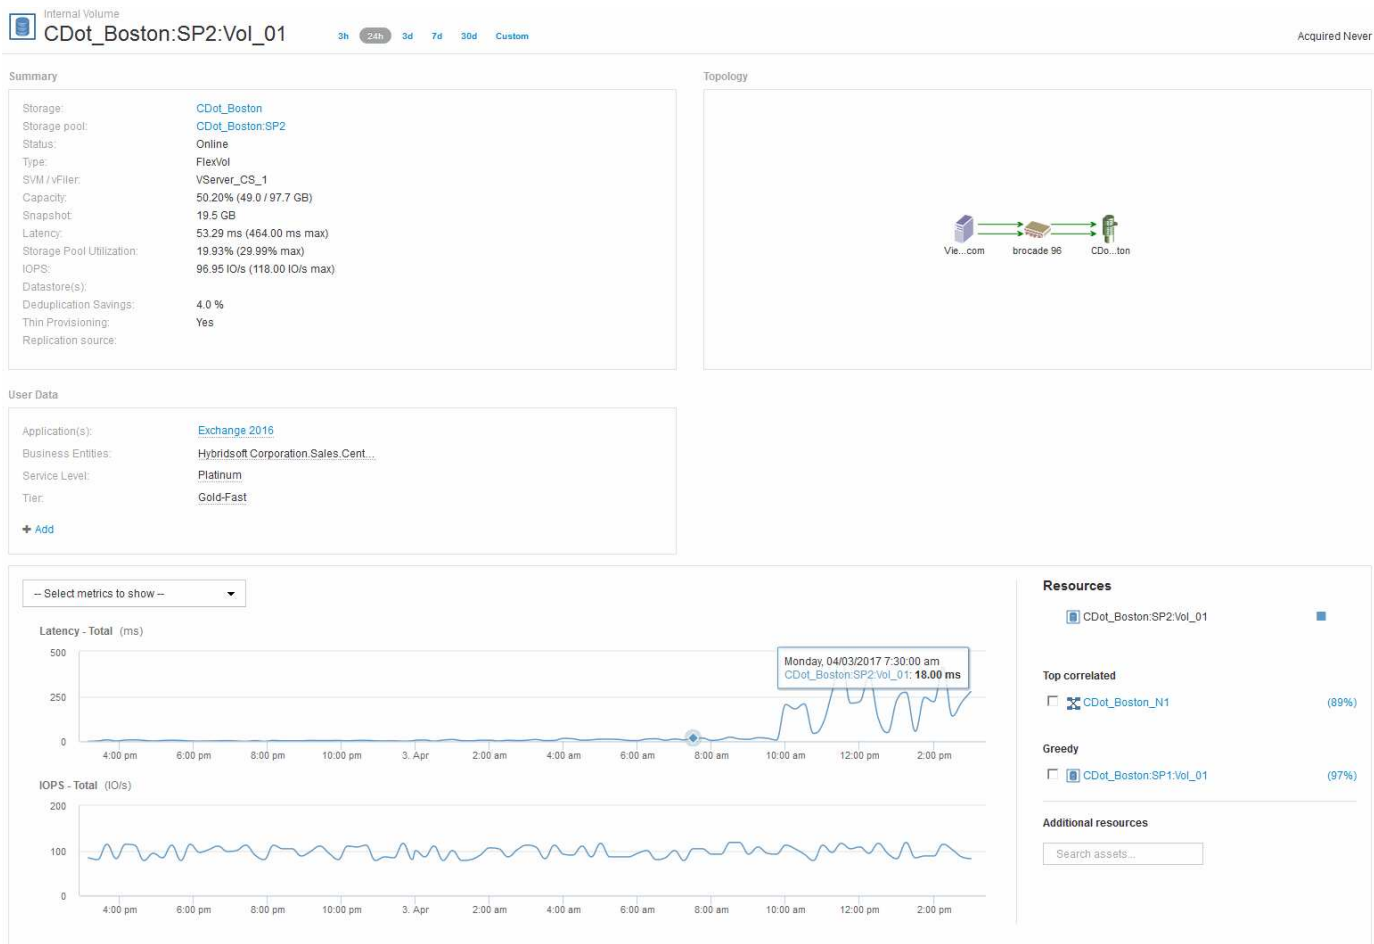 Internal Volume
CDot_Boston:SP2:Vol_01
3h 24h 3d 7d 30d Custom
Acquired Never
Summary
Storage: CDot_Boston
Storage pool: CDot_Boston:SP2
Status: Online
Type: FlexVol
SVM / vFiler: VServer_CS_1
Capacity: 50.20% (49.0 / 97.7 GB)
Snapshot: 19.5 GB
Latency: 53.29 ms (464.00 ms max)
Storage Pool Utilization: 19.93% (29.99% max)
IOPS: 96.95 IO/s (118.00 IO/s max)
Datastore(s):
Deduplication Savings: 4.0 %
Thin Provisioning: Yes
Replication source:
Topology
Vie...com brocade 96 CDo...ton
User Data
Application(s): Exchange 2016
Business Entities: Hybridsoft Corporation.Sales.Cent...
Service Level: Platinum
Tier: Gold-Fast
+ Add
-- Select metrics to show --
Latency - Total (ms)
500
250
0
Monday, 04/03/2017 7:30:00 am
CDot_Boston:SP2:Vol_01: 18.00 ms
4:00 pm 6:00 pm 8:00 pm 10:00 pm 3. Apr 2:00 am 4:00 am 6:00 am 8:00 am 10:00 am 12:00 pm 2:00 pm
IOPS - Total (IO/s)
200
100
0
4:00 pm 6:00 pm 8:00 pm 10:00 pm 3. Apr 2:00 am 4:00 am 6:00 am 8:00 am 10:00 am 12:00 pm 2:00 pm
Resources
CDot_Boston:SP2:Vol_01
Top correlated
CDot_Boston_N1 (89%)
Greedy
CDot_Boston:SP1:Vol_01 (97%)
Additional resources
Search assets...